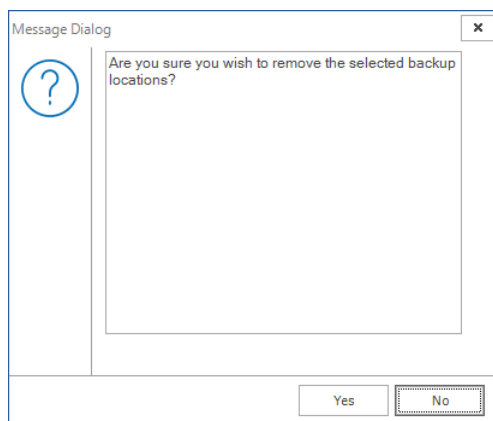 Message Dialog
Are you sure you wish to remove the selected backup
locations?
Yes
No